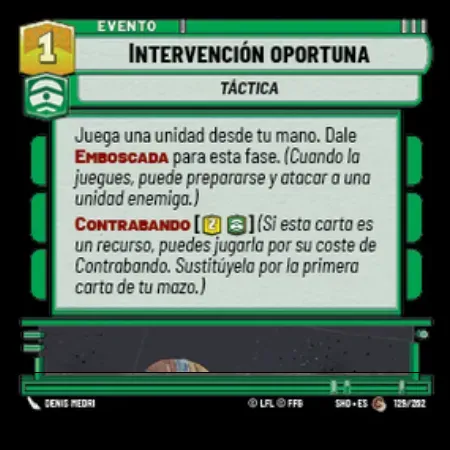 EVENTO
1
INTERVENCIÓN OPORTUNA
TÁCTICA
Juega una unidad desde tu mano. Dale
EMBOSCADA para esta fase. (Cuando la
juegues, puede prepararse y atacar a una
unidad enemiga.)
CONTRABANDO [2] (Si esta carta es
un recurso, puedes jugarla por su coste de
Contrabando. Sustitúyela por la primera
carta de tu mazo.)
DENIS MEDRI © LFL © FFG SHD • ES 129/262